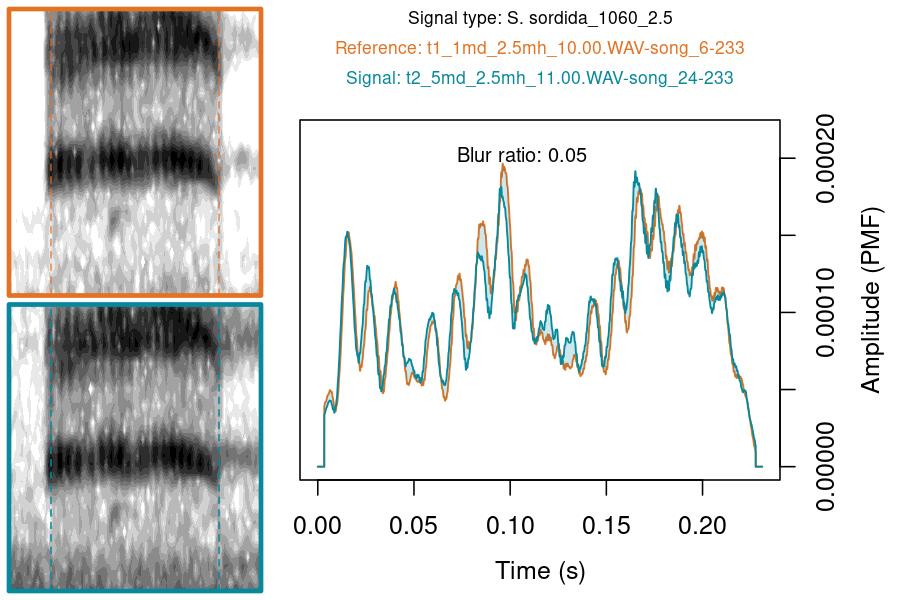 Signal type: S. sordida_1060_2.5
Reference: t1_1md_2.5mh_10.00.WAV-song_6-233
Signal: t2_5md_2.5mh_11.00.WAV-song_24-233
Blur ratio: 0.05
0.00020
0.00010
0.00000
Amplitude (PMF)
0.00 0.05 0.10 0.15 0.20
Time (s)